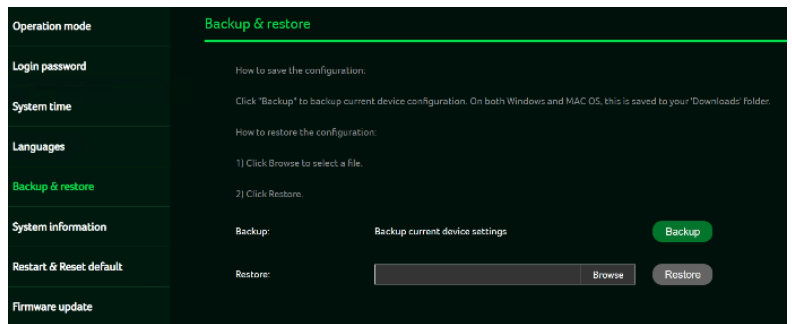 Operation mode
Login password
System time
Languages
Backup & restore
System information
Restart & Reset default
Firmware update
Backup & restore
How to save the configuration:
Click "Backup" to backup current device configuration. On both Windows and MAC OS, this is saved to your 'Downloads' folder.
How to restore the configuration:
1) Click Browse to select a file.
2) Click Restore.
Backup: Backup current device settings Backup
Restore: Browse Restore